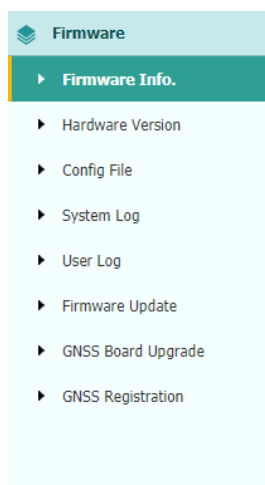 Firmware
Firmware Info.
Hardware Version
Config File
System Log
User Log
Firmware Update
GNSS Board Upgrade
GNSS Registration